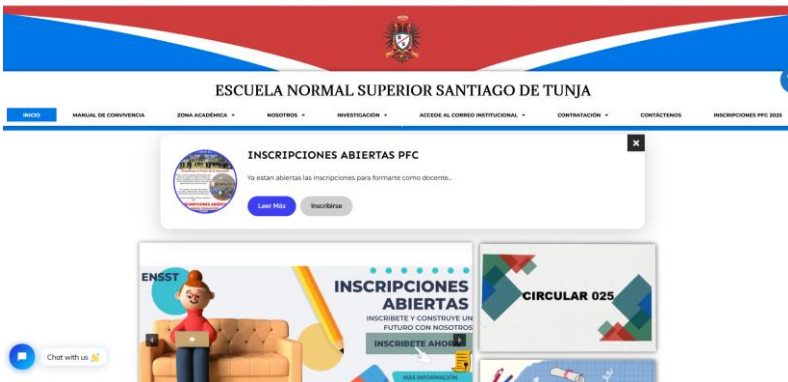 ESCUELA NORMAL SUPERIOR SANTIAGO DE TUNJA
INICIO MANUAL DE CONVIVENCIA ZONA ACADÉMICA NOSOTROS INVESTIGACIÓN ACCEDE AL CORREO INSTITUCIONAL CONTRATACIÓN CONTÁCTENOS INSCRIPCIONES PFC 2025
INSCRIPCIONES ABIERTAS PFC
Ya estan abiertas las inscripciones para formarte como docente...
Leer Más Inscribirse
ENSST
INSCRIPCIONES
ABIERTAS
INSCRIBETE Y CONSTRUYE UN
FUTURO CON NOSOTROS
INSCRIBETE AHORA
MÁS INFORMACIÓN
CIRCULAR 025
Chat with us 👋